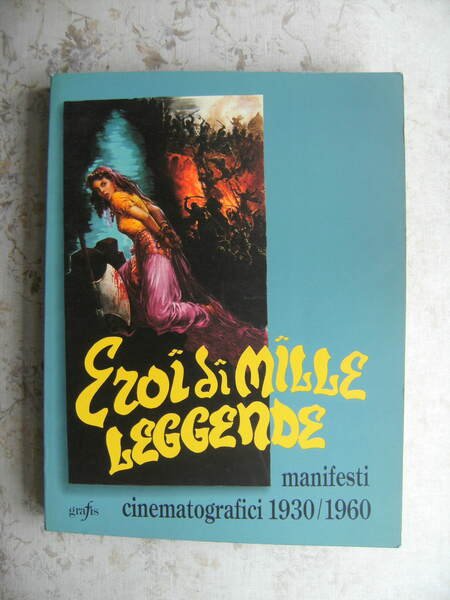 Eroi di MILLE
LEGGENDE
manifesti
cinematografici 1930/1960
grafis